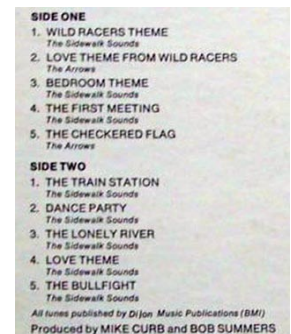 SIDE ONE
1. WILD RACERS THEME
The Sidewalk Sounds
2. LOVE THEME FROM WILD RACERS
The Arrows
3. BEDROOM THEME
The Sidewalk Sounds
4. THE FIRST MEETING
The Sidewalk Sounds
5. THE CHECKERED FLAG
The Arrows
SIDE TWO
1. THE TRAIN STATION
The Sidewalk Sounds
2. DANCE PARTY
The Sidewalk Sounds
3. THE LONELY RIVER
The Sidewalk Sounds
4. LOVE THEME
The Sidewalk Sounds
5. THE BULLFIGHT
The Sidewalk Sounds
All tunes published by Dijon Music Publications (BMI)
Produced by MIKE CURB and BOB SUMMERS